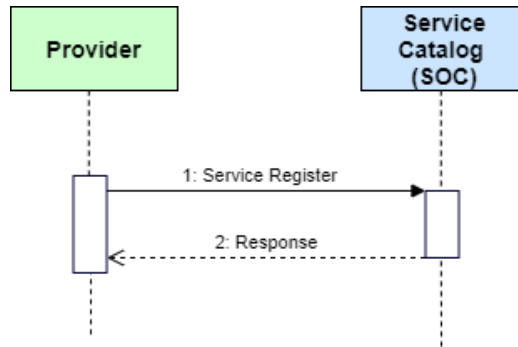 Provider
Service
Catalog
(SOC)
1: Service Register
2: Response